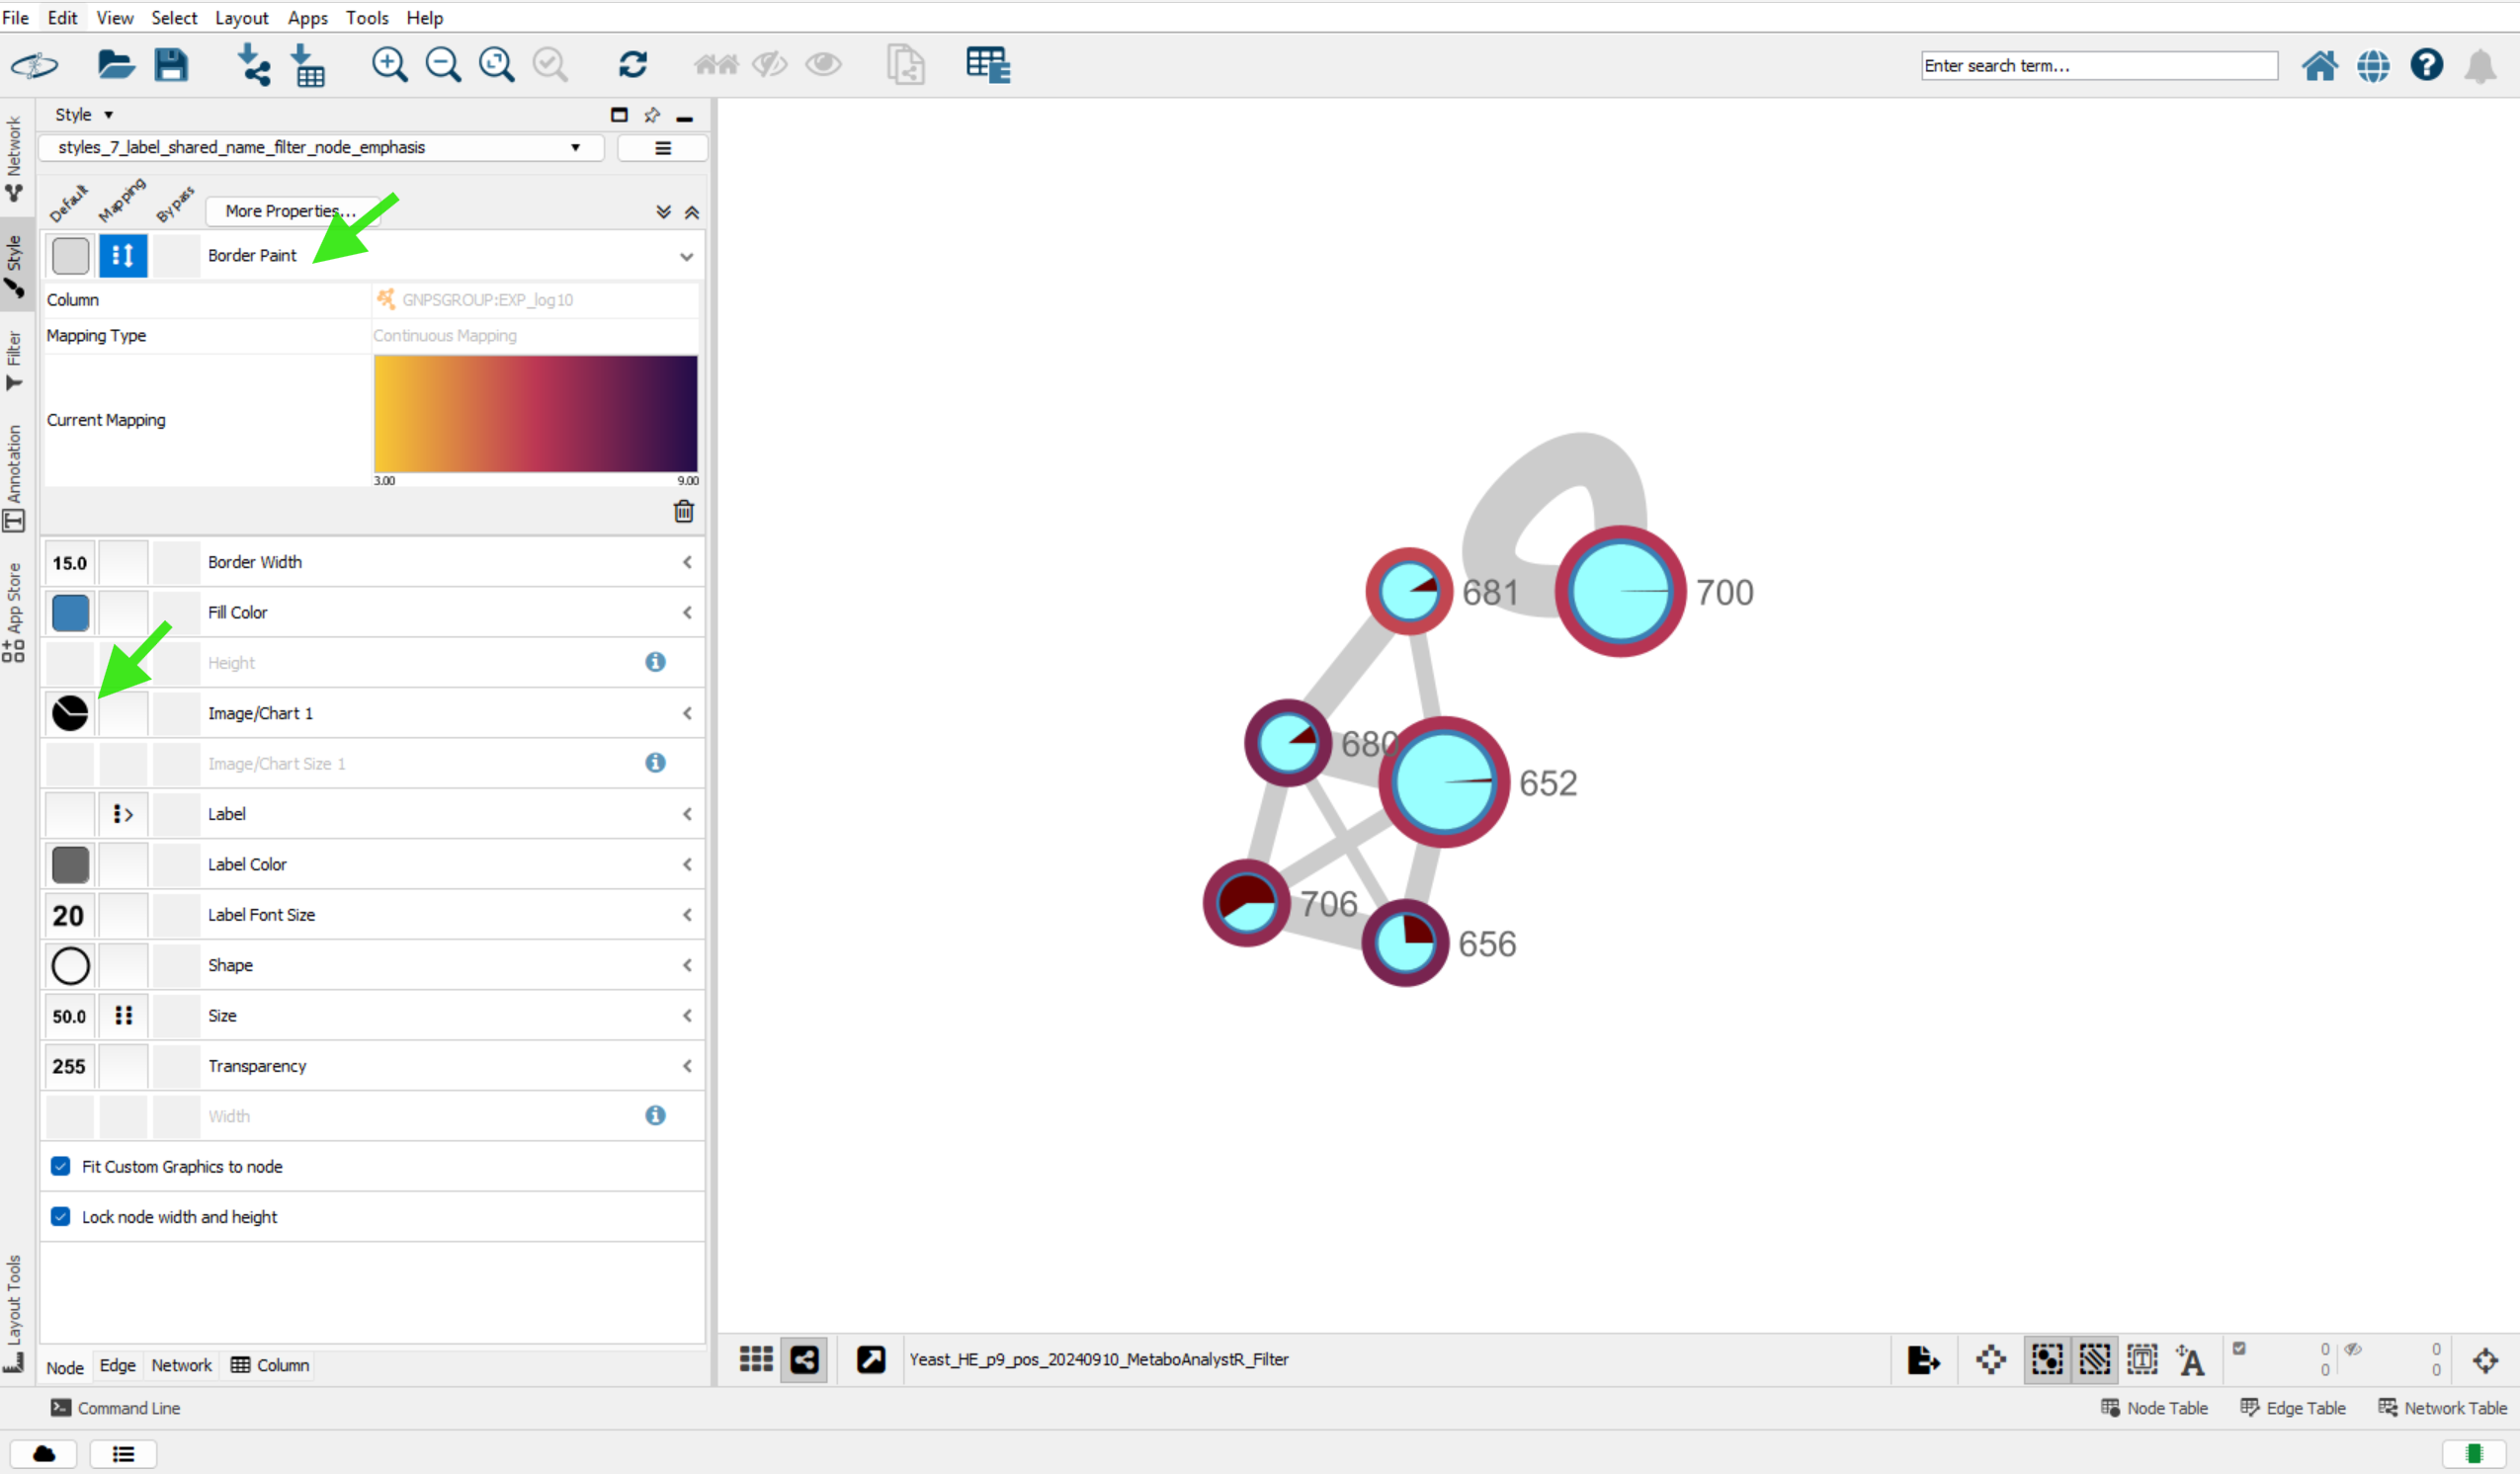 File Edit View Select Layout Apps Tools Help
Enter search term...
Network
Style
Filter
Annotation
App Store
Layout Tools
Style
styles_7_label_shared_name_filter_node_emphasis
Default Mapping Bypass More Properties...
Border Paint
Column GNPSGROUP:EXP_log10
Mapping Type Continuous Mapping
Current Mapping
3.00 9.00
15.0 Border Width
Fill Color
Height
Image/Chart 1
Image/Chart Size 1
Label
Label Color
20 Label Font Size
Shape
50.0 Size
255 Transparency
Width
Fit Custom Graphics to node
Lock node width and height
Node Edge Network Column
681
700
680
652
706
656
Yeast_HE_p9_pos_20240910_MetaboAnalystR_Filter
0 0
0 0
Command Line
Node Table Edge Table Network Table